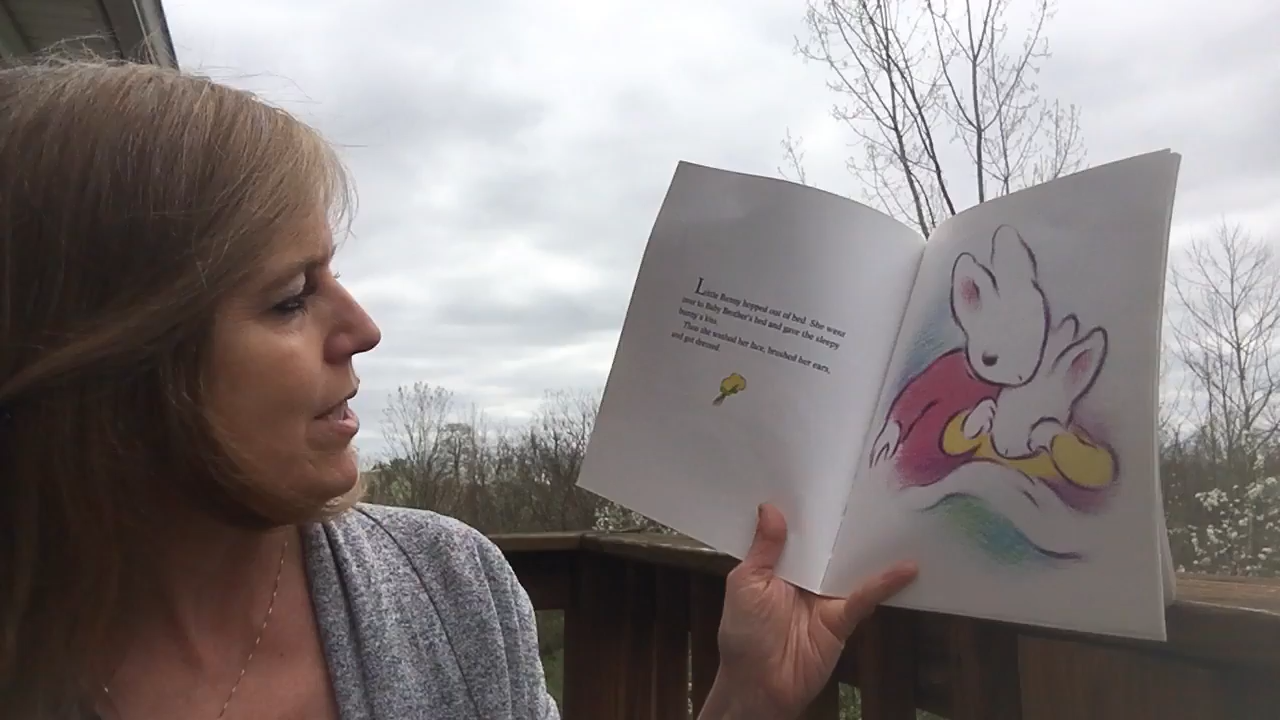 Little Bunny hopped out of bed. She went
over to Baby Brother's bed and gave the sleepy
bunny a kiss.
Then she washed her face, brushed her ears,
and got dressed.